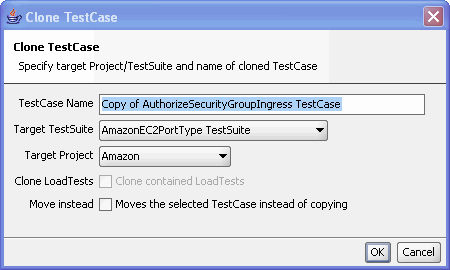 Clone TestCase
Clone TestCase
Specify target Project/TestSuite and name of cloned TestCase
TestCase Name Copy of AuthorizeSecurityGroupIngress TestCase
Target TestSuite AmazonEC2PortType TestSuite
Target Project Amazon
Clone LoadTests Clone contained LoadTests
Move instead Moves the selected TestCase instead of copying
OK Cancel